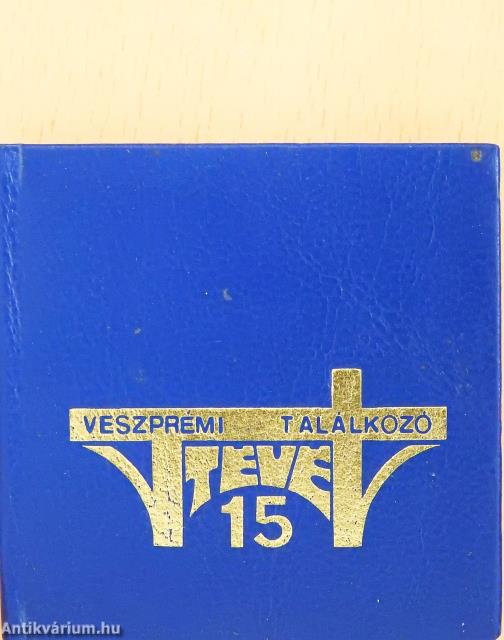 VESZPRÉMI TALÁLKOZÓ
TEVE
15
Antikvárium.hu